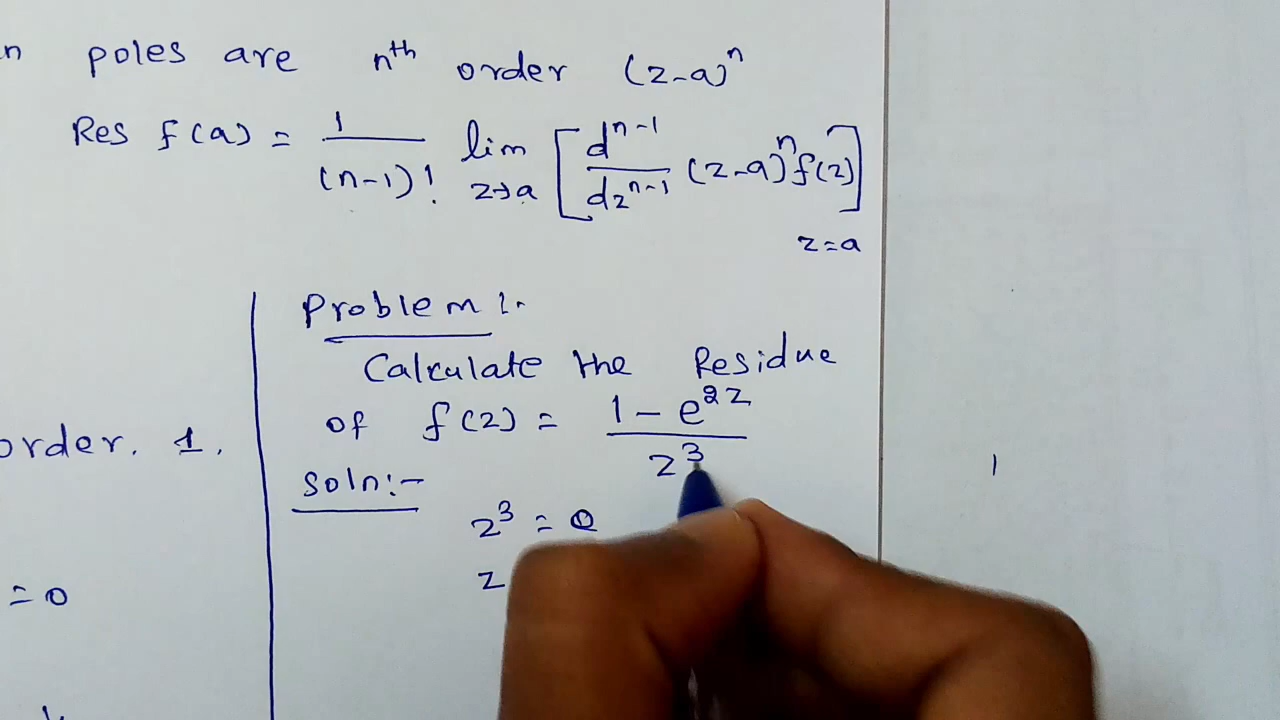 n poles are nth order (z-a)^n
Res f(a) = 1/(n-1)! lim z→a [d^n-1/dz^n-1 (z-a)^n f(z)] z=a
Problem :-
Calculate the Residue
of f(z) = 1 - e^2z / z^3
order. 1.
Soln:-
z^3 = 0
z
= 0